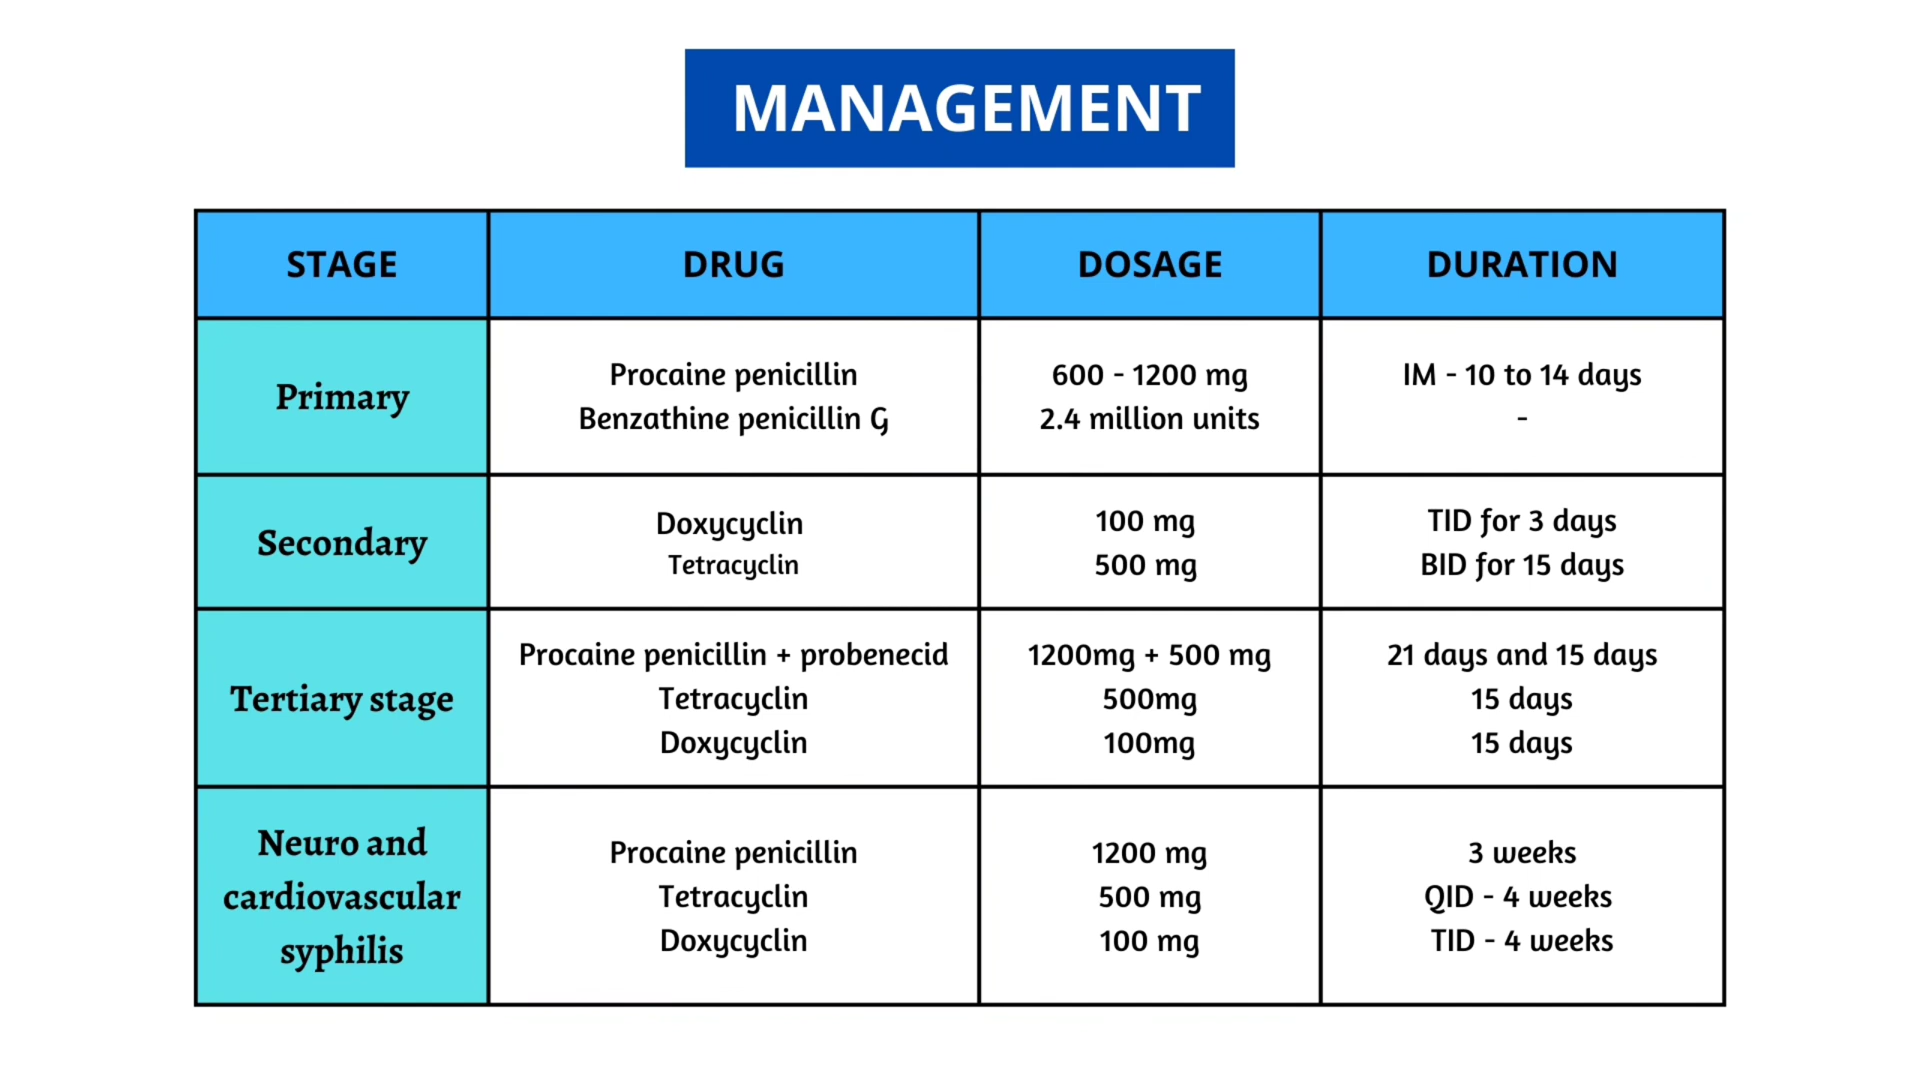 MANAGEMENT
STAGE DRUG DOSAGE DURATION
Primary
Procaine penicillin 600 - 1200 mg IM - 10 to 14 days
Benzathine penicillin G 2.4 million units -
Secondary
Doxycyclin 100 mg TID for 3 days
Tetracyclin 500 mg BID for 15 days
Tertiary stage
Procaine penicillin + probenecid 1200mg + 500 mg 21 days and 15 days
Tetracyclin 500mg 15 days
Doxycyclin 100mg 15 days
Neuro and
cardiovascular
syphilis
Procaine penicillin 1200 mg 3 weeks
Tetracyclin 500 mg QID - 4 weeks
Doxycyclin 100 mg TID - 4 weeks